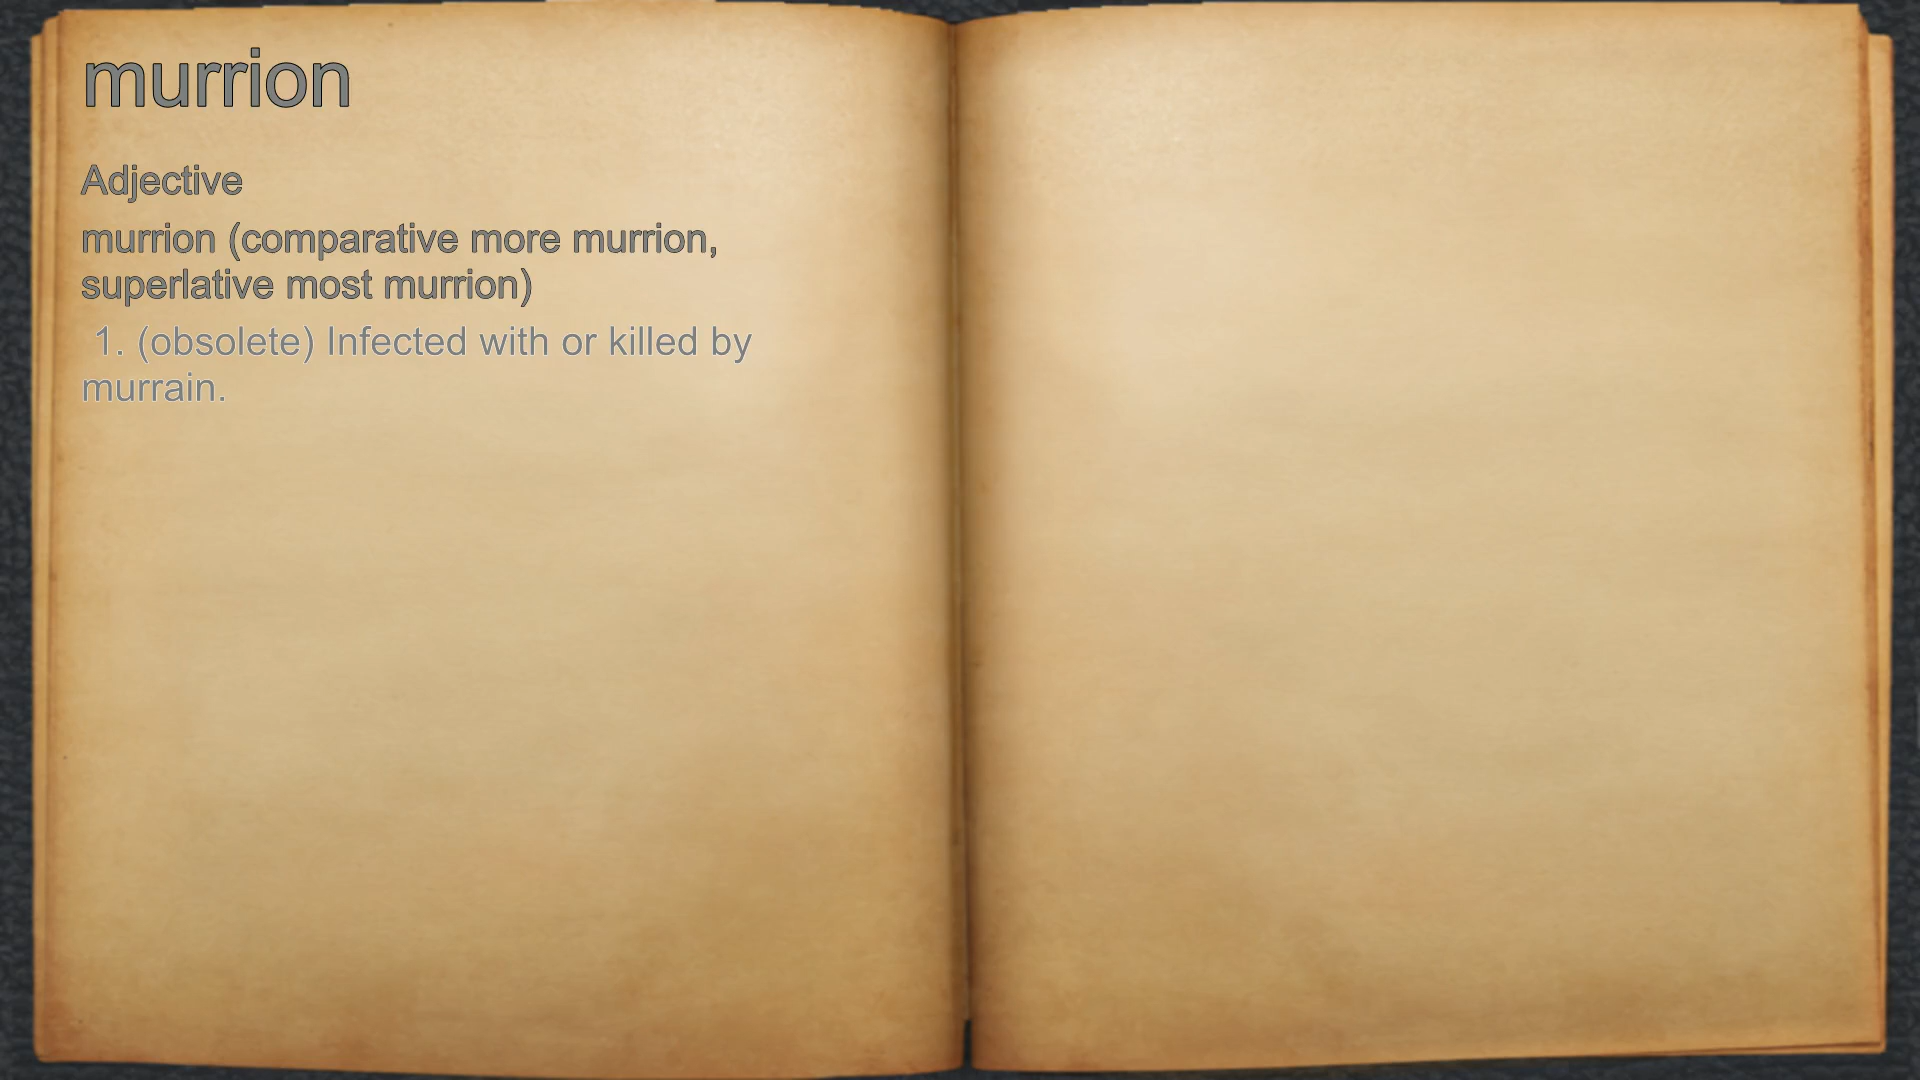 murrion
Adjective
murrion (comparative more murrion,
superlative most murrion)
1. (obsolete) Infected with or killed by
murrain.